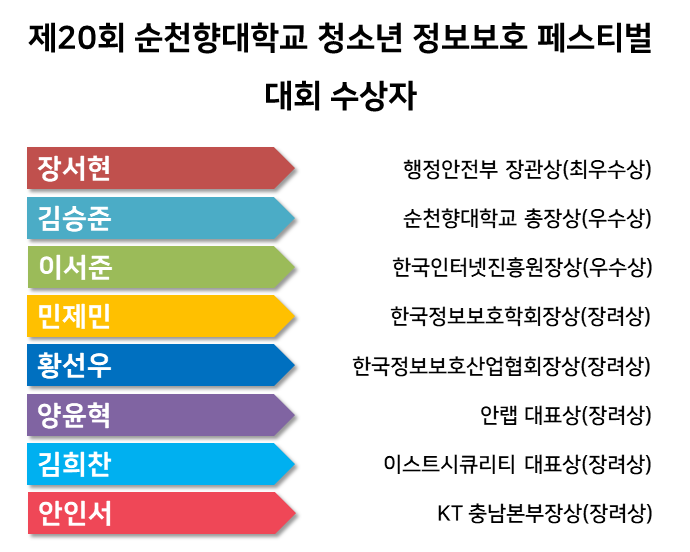 제20회 순천향대학교 청소년 정보보호 페스티벌
대회 수상자
장서현 행정안전부 장관상(최우수상)
김승준 순천향대학교 총장상(우수상)
이서준 한국인터넷진흥원장상(우수상)
민제민 한국정보보호학회장상(장려상)
황선우 한국정보보호산업협회장상(장려상)
양윤혁 안랩 대표상(장려상)
김희찬 이스트시큐리티 대표상(장려상)
안인서 KT 충남본부장상(장려상)